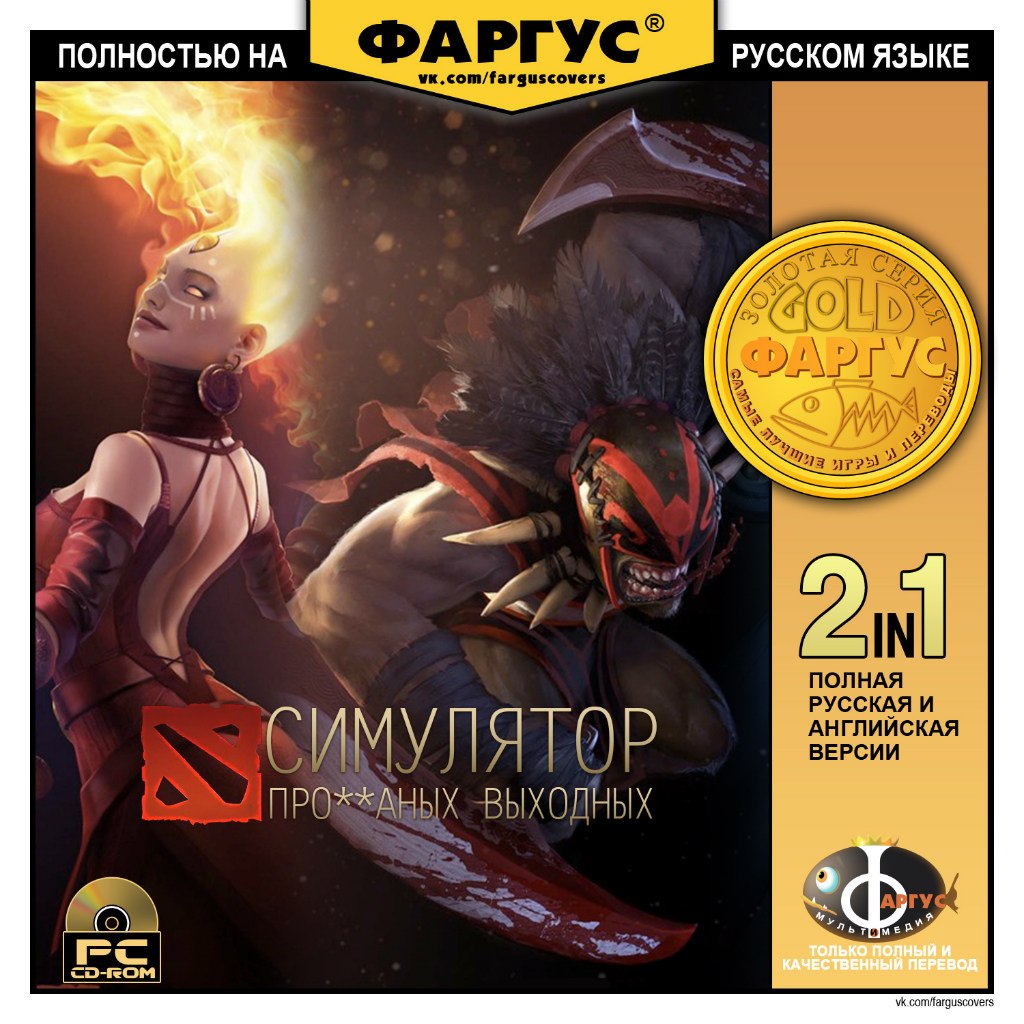 ПОЛНОСТЬЮ НА
ФАРГУС®
vk.com/farguscovers
РУССКОМ ЯЗЫКЕ
ЗОЛОТАЯ СЕРИЯ
GOLD
ФАРГУС
САМЫЕ ЛУЧШИЕ ИГРЫ И ПЕРЕВОДЫ
2IN1
ПОЛНАЯ
РУССКАЯ И
АНГЛИЙСКАЯ
ВЕРСИИ
СИМУЛЯТОР
ПРО**АНЫХ ВЫХОДНЫХ
PC
CD-ROM
ФАРГУС
МУЛЬТИМЕДИЯ
ТОЛЬКО ПОЛНЫЙ И
КАЧЕСТВЕННЫЙ ПЕРЕВОД
vk.com/farguscovers